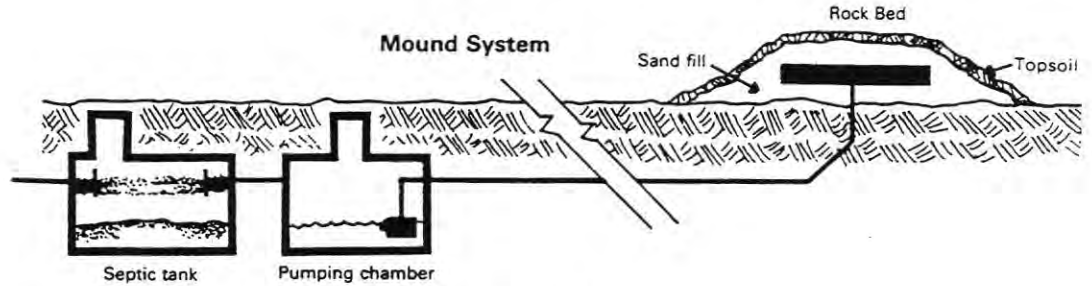 Rock Bed
Mound System
Sand fill
Topsoil
Septic tank
Pumping chamber